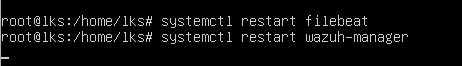 root@lks:/home/lks# systemctl restart filebeat
root@lks:/home/lks# systemctl restart wazuh-manager